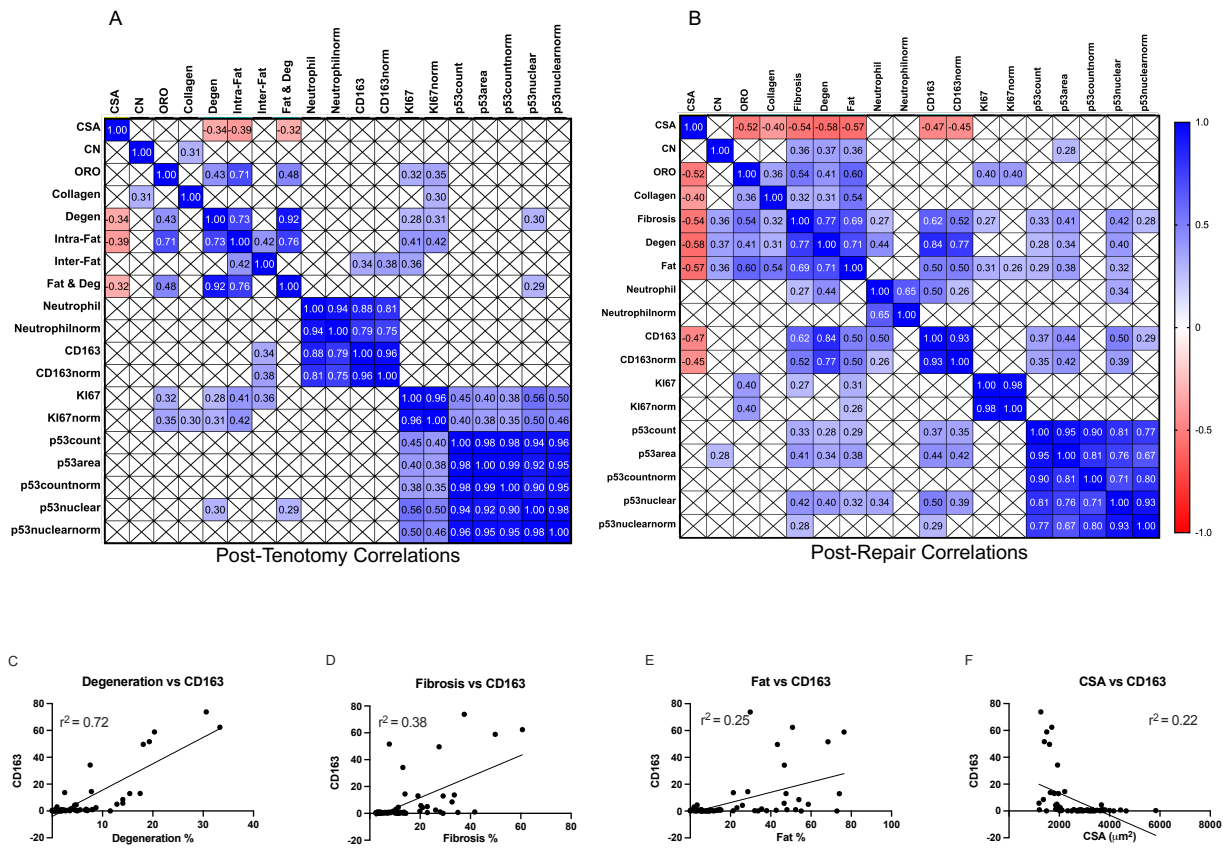 A
CSA CN ORO Collagen Degen Intra-Fat Inter-Fat Fat & Deg Neutrophil Neutrophilnorm CD163 CD163norm KI67 KI67norm p53count p53area p53countnorm p53nuclear p53nuclearnorm
CSA 1.00 -0.34 -0.39 -0.32
CN 1.00 0.31
ORO 1.00 0.43 0.71 0.48 0.32 0.35
Collagen 0.31 1.00 0.30
Degen -0.34 0.43 1.00 0.73 0.92 0.28 0.31 0.30
Intra-Fat -0.39 0.71 0.73 1.00 0.42 0.76 0.41 0.42
Inter-Fat 0.42 1.00 0.34 0.38 0.36
Fat & Deg -0.32 0.48 0.92 0.76 1.00 0.29
Neutrophil 1.00 0.94 0.88 0.81
Neutrophilnorm 0.94 1.00 0.79 0.75
CD163 0.34 0.88 0.79 1.00 0.96
CD163norm 0.38 0.81 0.75 0.96 1.00
KI67 0.32 0.28 0.41 0.36 1.00 0.96 0.45 0.40 0.38 0.56 0.50
KI67norm 0.35 0.30 0.31 0.42 0.96 1.00 0.40 0.38 0.35 0.50 0.46
p53count 0.45 0.40 1.00 0.98 0.98 0.94 0.96
p53area 0.40 0.38 0.98 1.00 0.99 0.92 0.95
p53countnorm 0.38 0.35 0.98 0.99 1.00 0.90 0.95
p53nuclear 0.30 0.29 0.56 0.50 0.94 0.92 0.90 1.00 0.98
p53nuclearnorm 0.50 0.46 0.96 0.95 0.95 0.98 1.00
Post-Tenotomy Correlations
B
CSA CN ORO Collagen Fibrosis Degen Fat Neutrophil Neutrophilnorm CD163 CD163norm KI67 KI67norm p53count p53area p53countnorm p53nuclear p53nuclearnorm
CSA 1.00 -0.52 -0.40 -0.54 -0.58 -0.57 -0.47 -0.45
CN 1.00 0.36 0.37 0.36 0.28
ORO -0.52 1.00 0.36 0.54 0.41 0.60 0.40 0.40
Collagen -0.40 0.36 1.00 0.32 0.31 0.54
Fibrosis -0.54 0.36 0.54 0.32 1.00 0.77 0.69 0.27 0.62 0.52 0.27 0.33 0.41 0.42 0.28
Degen -0.58 0.37 0.41 0.31 0.77 1.00 0.71 0.44 0.84 0.77 0.28 0.34 0.40
Fat -0.57 0.36 0.60 0.54 0.69 0.71 1.00 0.50 0.50 0.31 0.26 0.29 0.38 0.32
Neutrophil 0.27 0.44 1.00 0.65 0.50 0.26 0.34
Neutrophilnorm 0.65 1.00
CD163 -0.47 0.62 0.84 0.50 0.50 1.00 0.93 0.37 0.44 0.50 0.29
CD163norm -0.45 0.52 0.77 0.50 0.26 0.93 1.00 0.35 0.42 0.39
KI67 0.40 0.27 0.31 1.00 0.98
KI67norm 0.40 0.26 0.98 1.00
p53count 0.33 0.28 0.29 0.37 0.35 1.00 0.95 0.90 0.81 0.77
p53area 0.28 0.41 0.34 0.38 0.44 0.42 0.95 1.00 0.81 0.76 0.67
p53countnorm 0.90 0.81 1.00 0.71 0.80
p53nuclear 0.42 0.40 0.32 0.34 0.50 0.39 0.81 0.76 0.71 1.00 0.93
p53nuclearnorm 0.28 0.29 0.77 0.67 0.80 0.93 1.00
Post-Repair Correlations
1.0
0.5
0
-0.5
-1.0
C
Degeneration vs CD163
r² = 0.72
CD163
80
60
40
20
0
-20
0 10 20 30 40
Degeneration %
D
Fibrosis vs CD163
r² = 0.38
CD163
80
60
40
20
0
-20
20 40 60 80
Fibrosis %
E
Fat vs CD163
r² = 0.25
CD163
80
60
40
20
0
-20
20 40 60 80 100
Fat %
F
CSA vs CD163
r² = 0.22
CD163
80
60
40
20
0
-20
2000 4000 6000 8000
CSA (μm²)